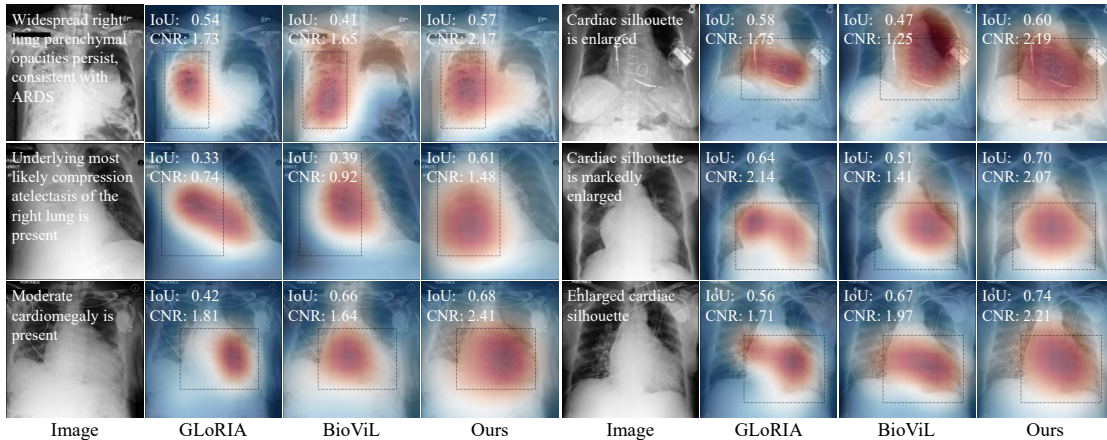 Widespread right
lung parenchymal
opacities persist,
consistent with
ARDS
IoU: 0.54
CNR: 1.73
IoU: 0.41
CNR: 1.65
IoU: 0.57
CNR: 2.17
Cardiac silhouette
is enlarged
IoU: 0.58
CNR: 1.75
IoU: 0.47
CNR: 1.25
IoU: 0.60
CNR: 2.19
Underlying most
likely compression
atelectasis of the
right lung is
present
IoU: 0.33
CNR: 0.74
IoU: 0.39
CNR: 0.92
IoU: 0.61
CNR: 1.48
Cardiac silhouette
is markedly
enlarged
IoU: 0.64
CNR: 2.14
IoU: 0.51
CNR: 1.41
IoU: 0.70
CNR: 2.07
Moderate
cardiomegaly is
present
IoU: 0.42
CNR: 1.81
IoU: 0.66
CNR: 1.64
IoU: 0.68
CNR: 2.41
Enlarged cardiac
silhouette
IoU: 0.56
CNR: 1.71
IoU: 0.67
CNR: 1.97
IoU: 0.74
CNR: 2.21
Image GLoRIA BioViL Ours Image GLoRIA BioViL Ours